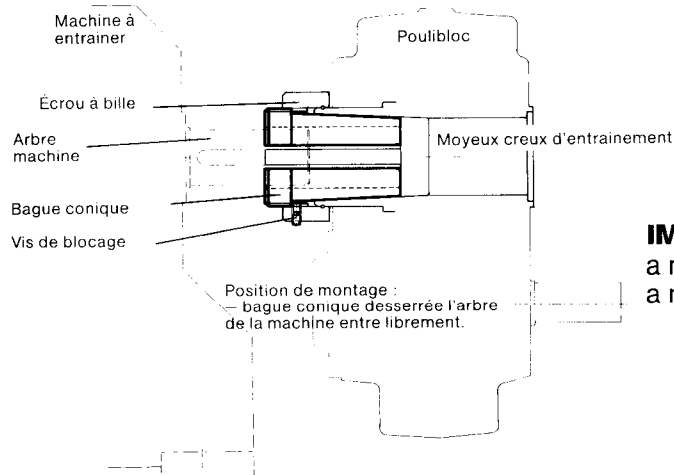 Machine à
entrainer
Poulibloc
Écrou à bille
Arbre
machine
Moyeux creux d'entrainement
Bague conique
Vis de blocage
Position de montage :
— bague conique desserrée l'arbre
de la machine entre librement.
IM
a r
a r